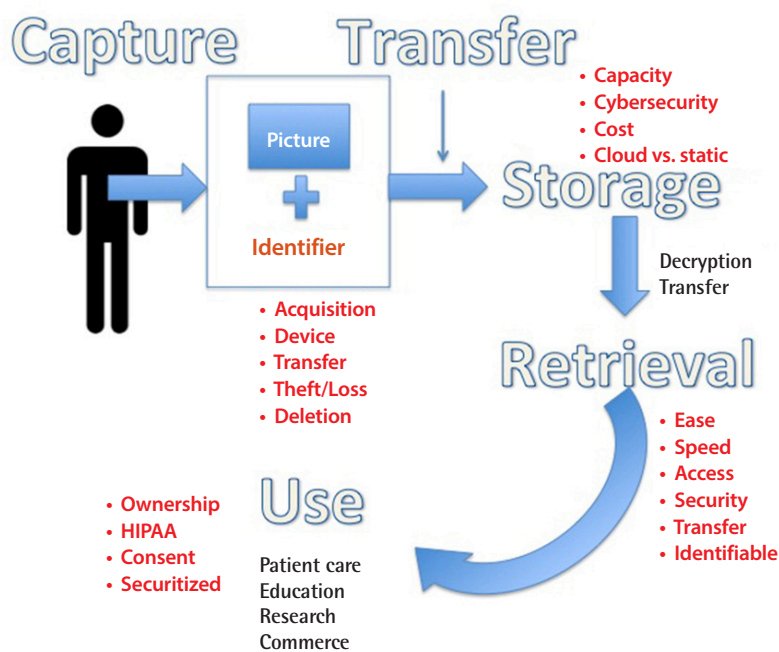 Capture
Transfer
Picture
Identifier
• Acquisition
• Device
• Transfer
• Theft/Loss
• Deletion
• Capacity
• Cybersecurity
• Cost
• Cloud vs. static
Storage
Decryption
Transfer
Retrieval
• Ease
• Speed
• Access
• Security
• Transfer
• Identifiable
Use
• Ownership
• HIPAA
• Consent
• Securitized
Patient care
Education
Research
Commerce